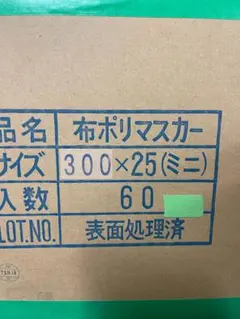 品名 布ポリマスカー
サイズ 300×25(ミニ)
入数 60
LOT.NO. 表面処理済